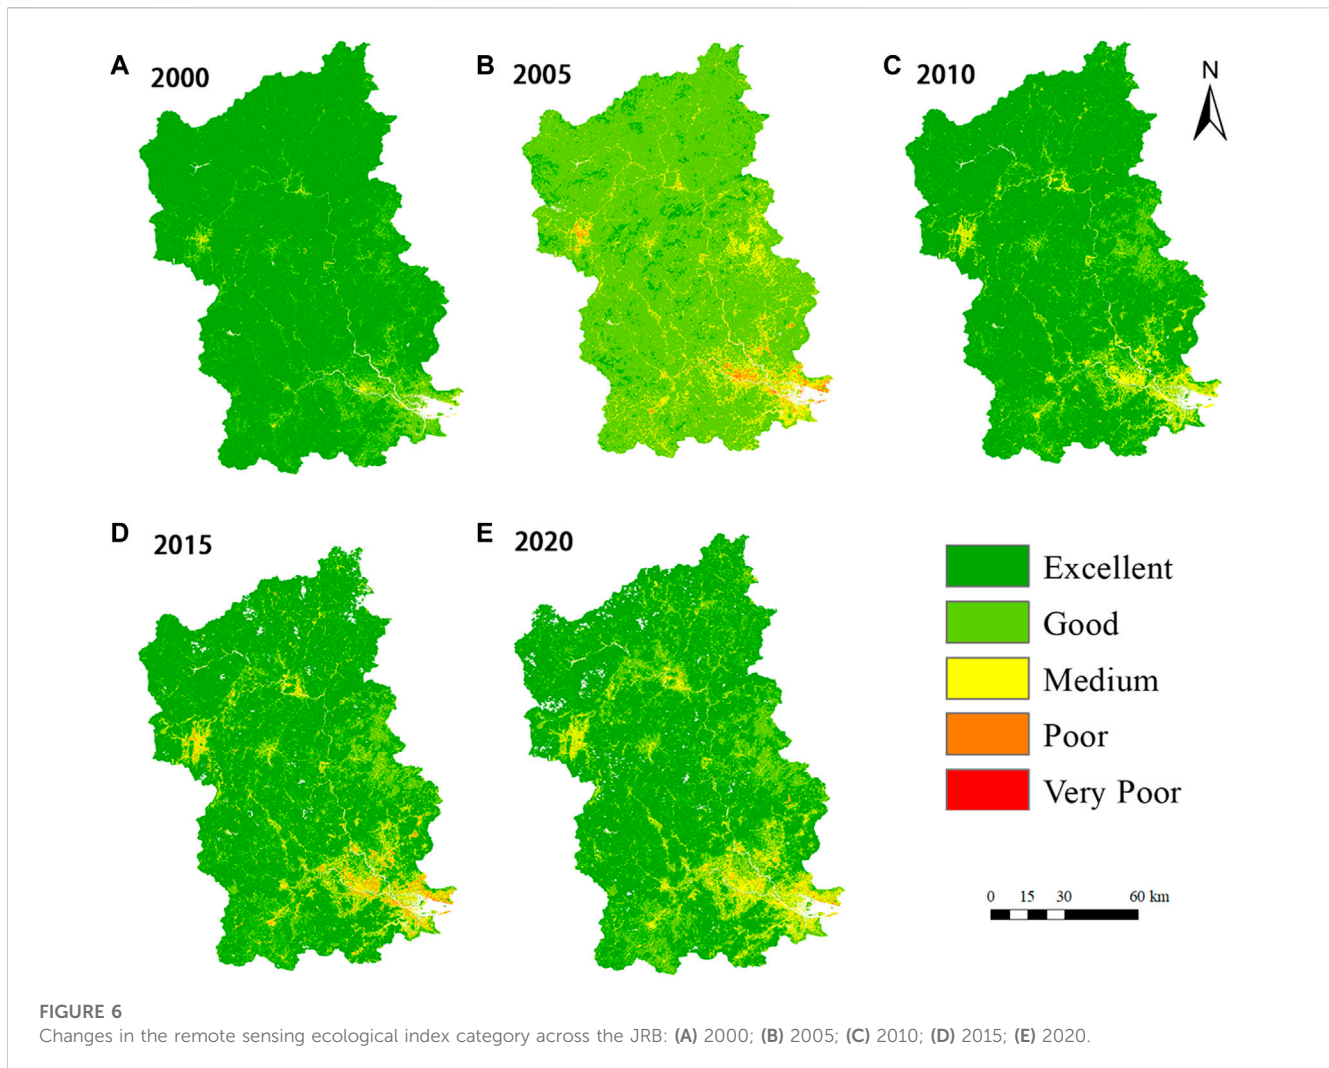 A
2000
B
2005
C
2010
N
D
2015
E
2020
Excellent
Good
Medium
Poor
Very Poor
0 15 30 60 km
FIGURE 6
Changes in the remote sensing ecological index category across the JRB: (A) 2000; (B) 2005; (C) 2010; (D) 2015; (E) 2020.